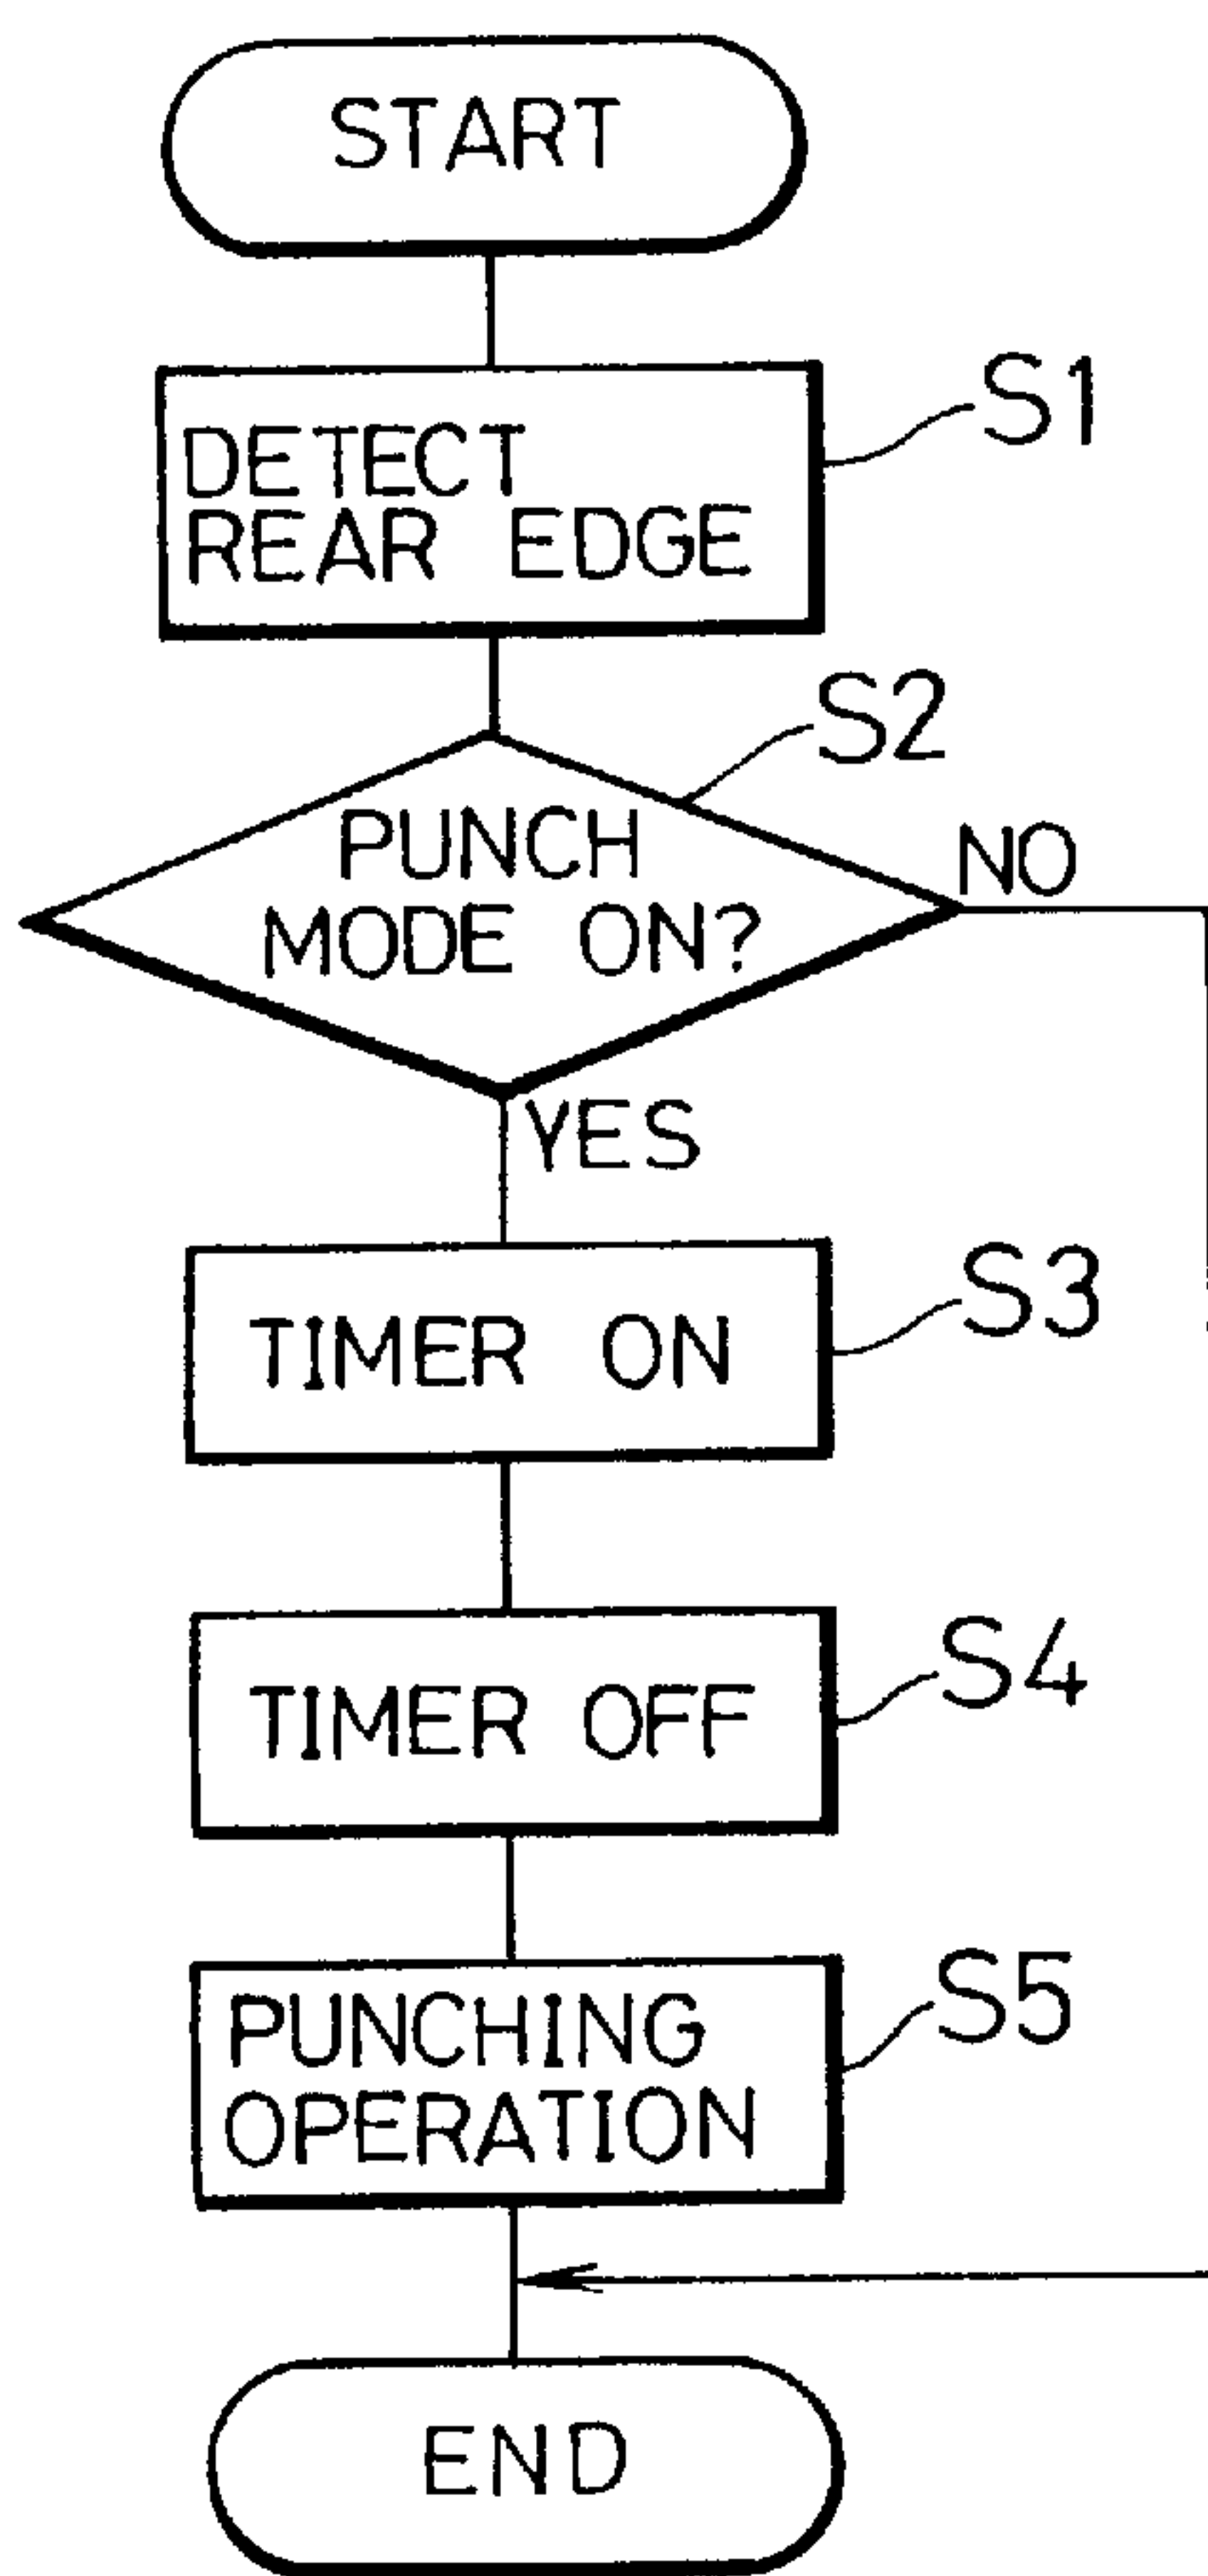 START
S1
DETECT
REAR EDGE
S2
PUNCH
MODE ON?
NO
YES
S3
TIMER ON
S4
TIMER OFF
S5
PUNCHING
OPERATION
END